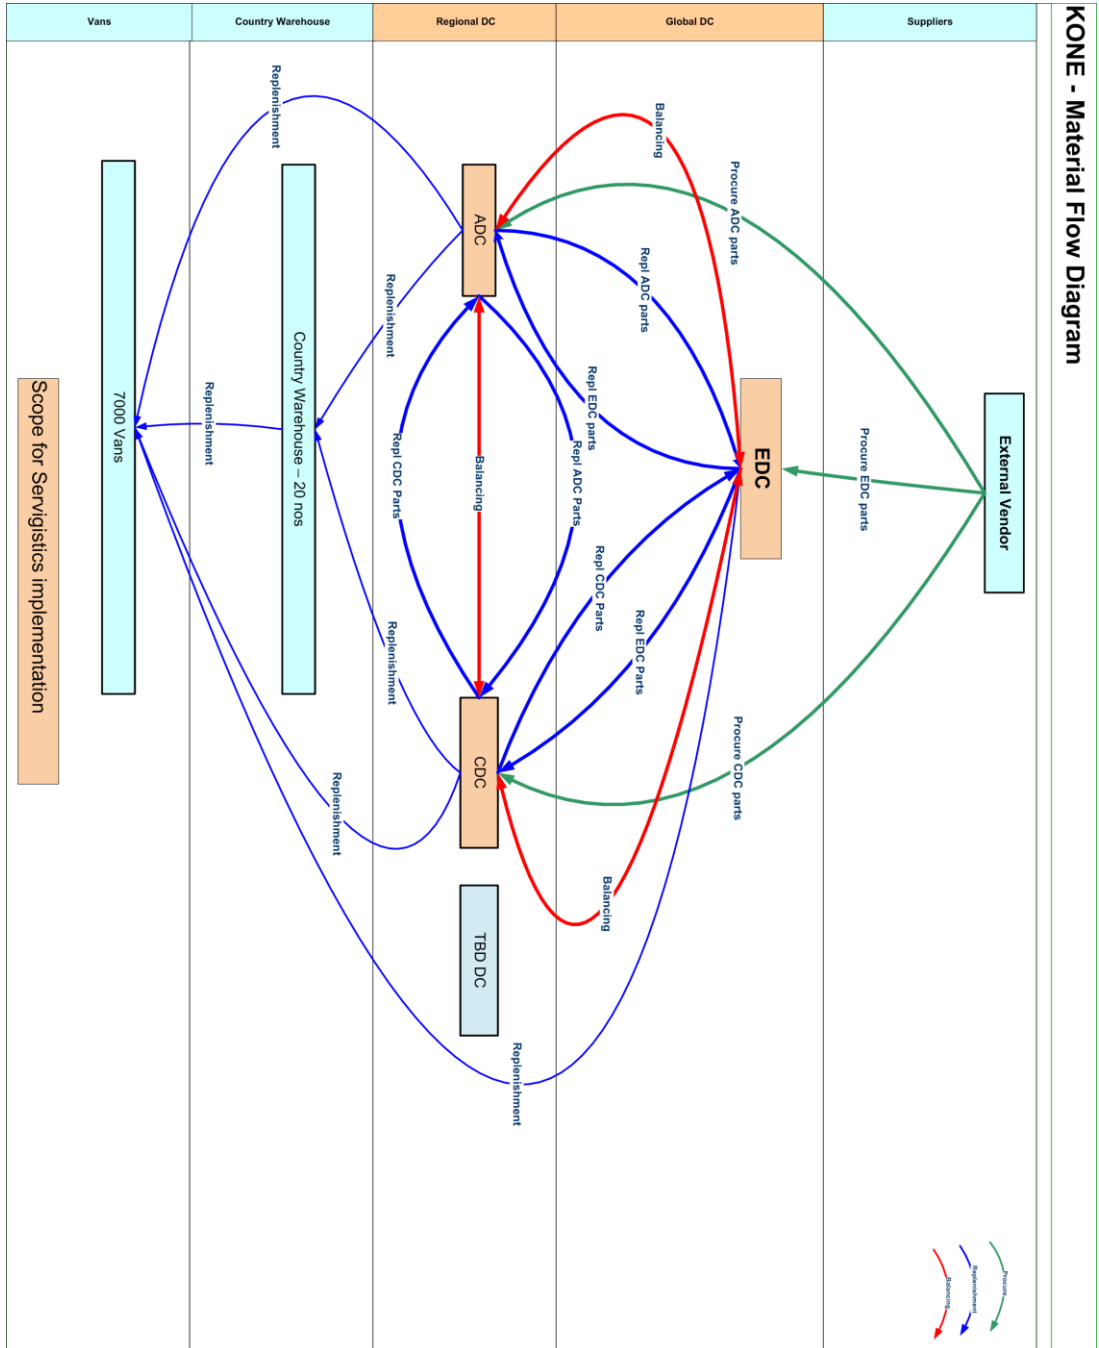 KONE - Material Flow Diagram
Suppliers
Global DC
Regional DC
Country Warehouse
Vans
External Vendor
Procure ADC parts
Procure EDC parts
Procure CDC parts
EDC
Balancing
Repl ADC parts
Repl EDC parts
Repl ADC Parts
Repl CDC Parts
Repl EDC Parts
Balancing
ADC
Balancing
Repl CDC Parts
CDC
TBD DC
Replenishment
Replenishment
Replenishment
Replenishment
Replenishment
Replenishment
Country Warehouse – 20 nos
7000 Vans
Scope for Servigistics implementation
Procure
Replenishment
Balancing